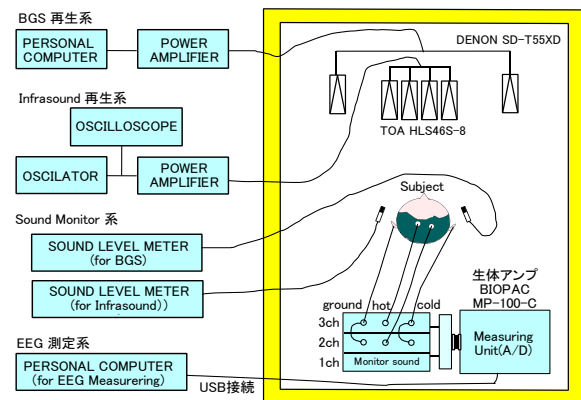 BGS 再生系
PERSONAL
COMPUTER
POWER
AMPLIFIER
DENON SD-T55XD
TOA HLS46S-8
Infrasound 再生系
OSCILLOSCOPE
OSCILATOR
POWER
AMPLIFIER
Subject
Sound Monitor 系
SOUND LEVEL METER
(for BGS)
SOUND LEVEL METER
(for Infrasound))
生体アンプ
BIOPAC
MP-100-C
ground hot cold
3ch
2ch
1ch
Monitor sound
Measuring
Unit(A/D)
EEG 測定系
PERSONAL COMPUTER
(for EEG Measurering)
USB接続